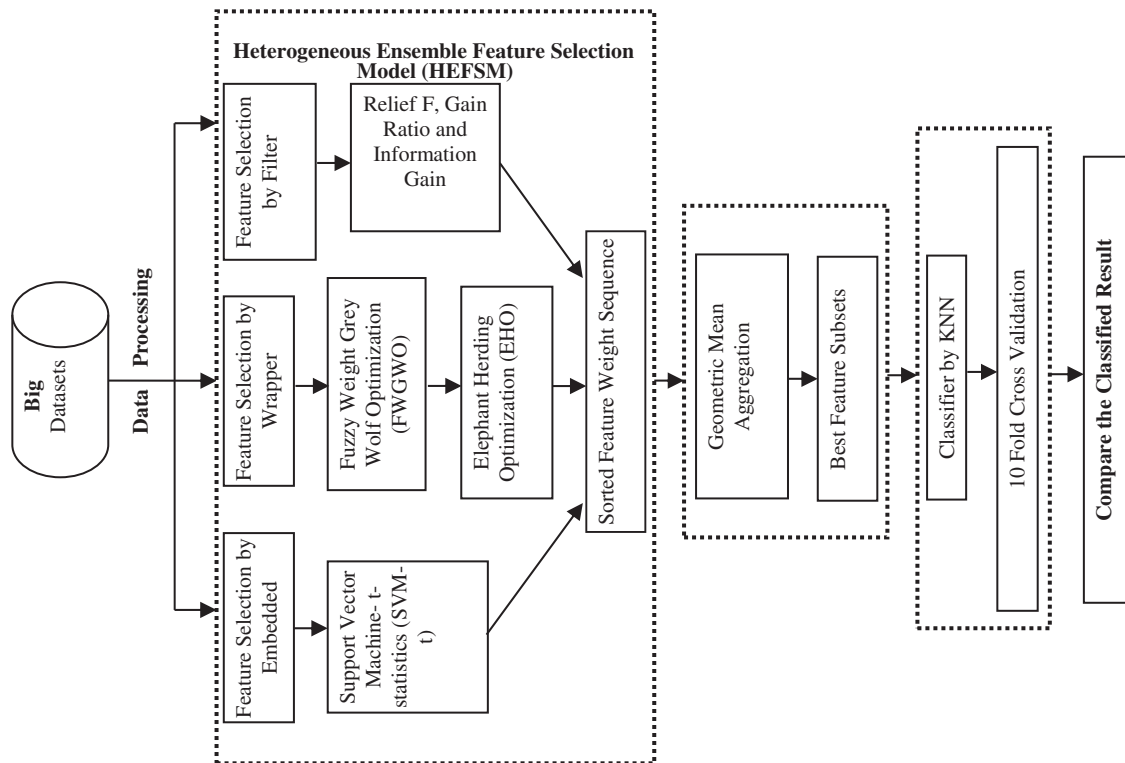 Big
Datasets
Data Processing
Heterogeneous Ensemble Feature Selection
Model (HEFSM)
Feature Selection
by Filter
Relief F, Gain
Ratio and
Information
Gain
Feature Selection by
Wrapper
Fuzzy Weight Grey
Wolf Optimization
(FWGWO)
Elephant Herding
Optimization (EHO)
Feature Selection by
Embedded
Support Vector
Machine- t-
statistics (SVM-
t)
Sorted Feature Weight Sequence
Geometric Mean
Aggregation
Best Feature Subsets
Classifier by KNN
10 Fold Cross Validation
Compare the Classified Result